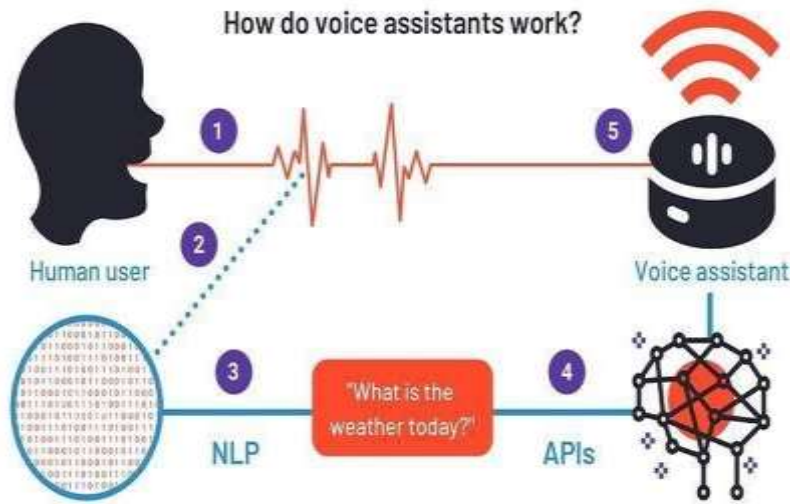 How do voice assistants work?
1
5
2
Human user
Voice assistant
3
4
"What is the
weather today?"
NLP
APIs